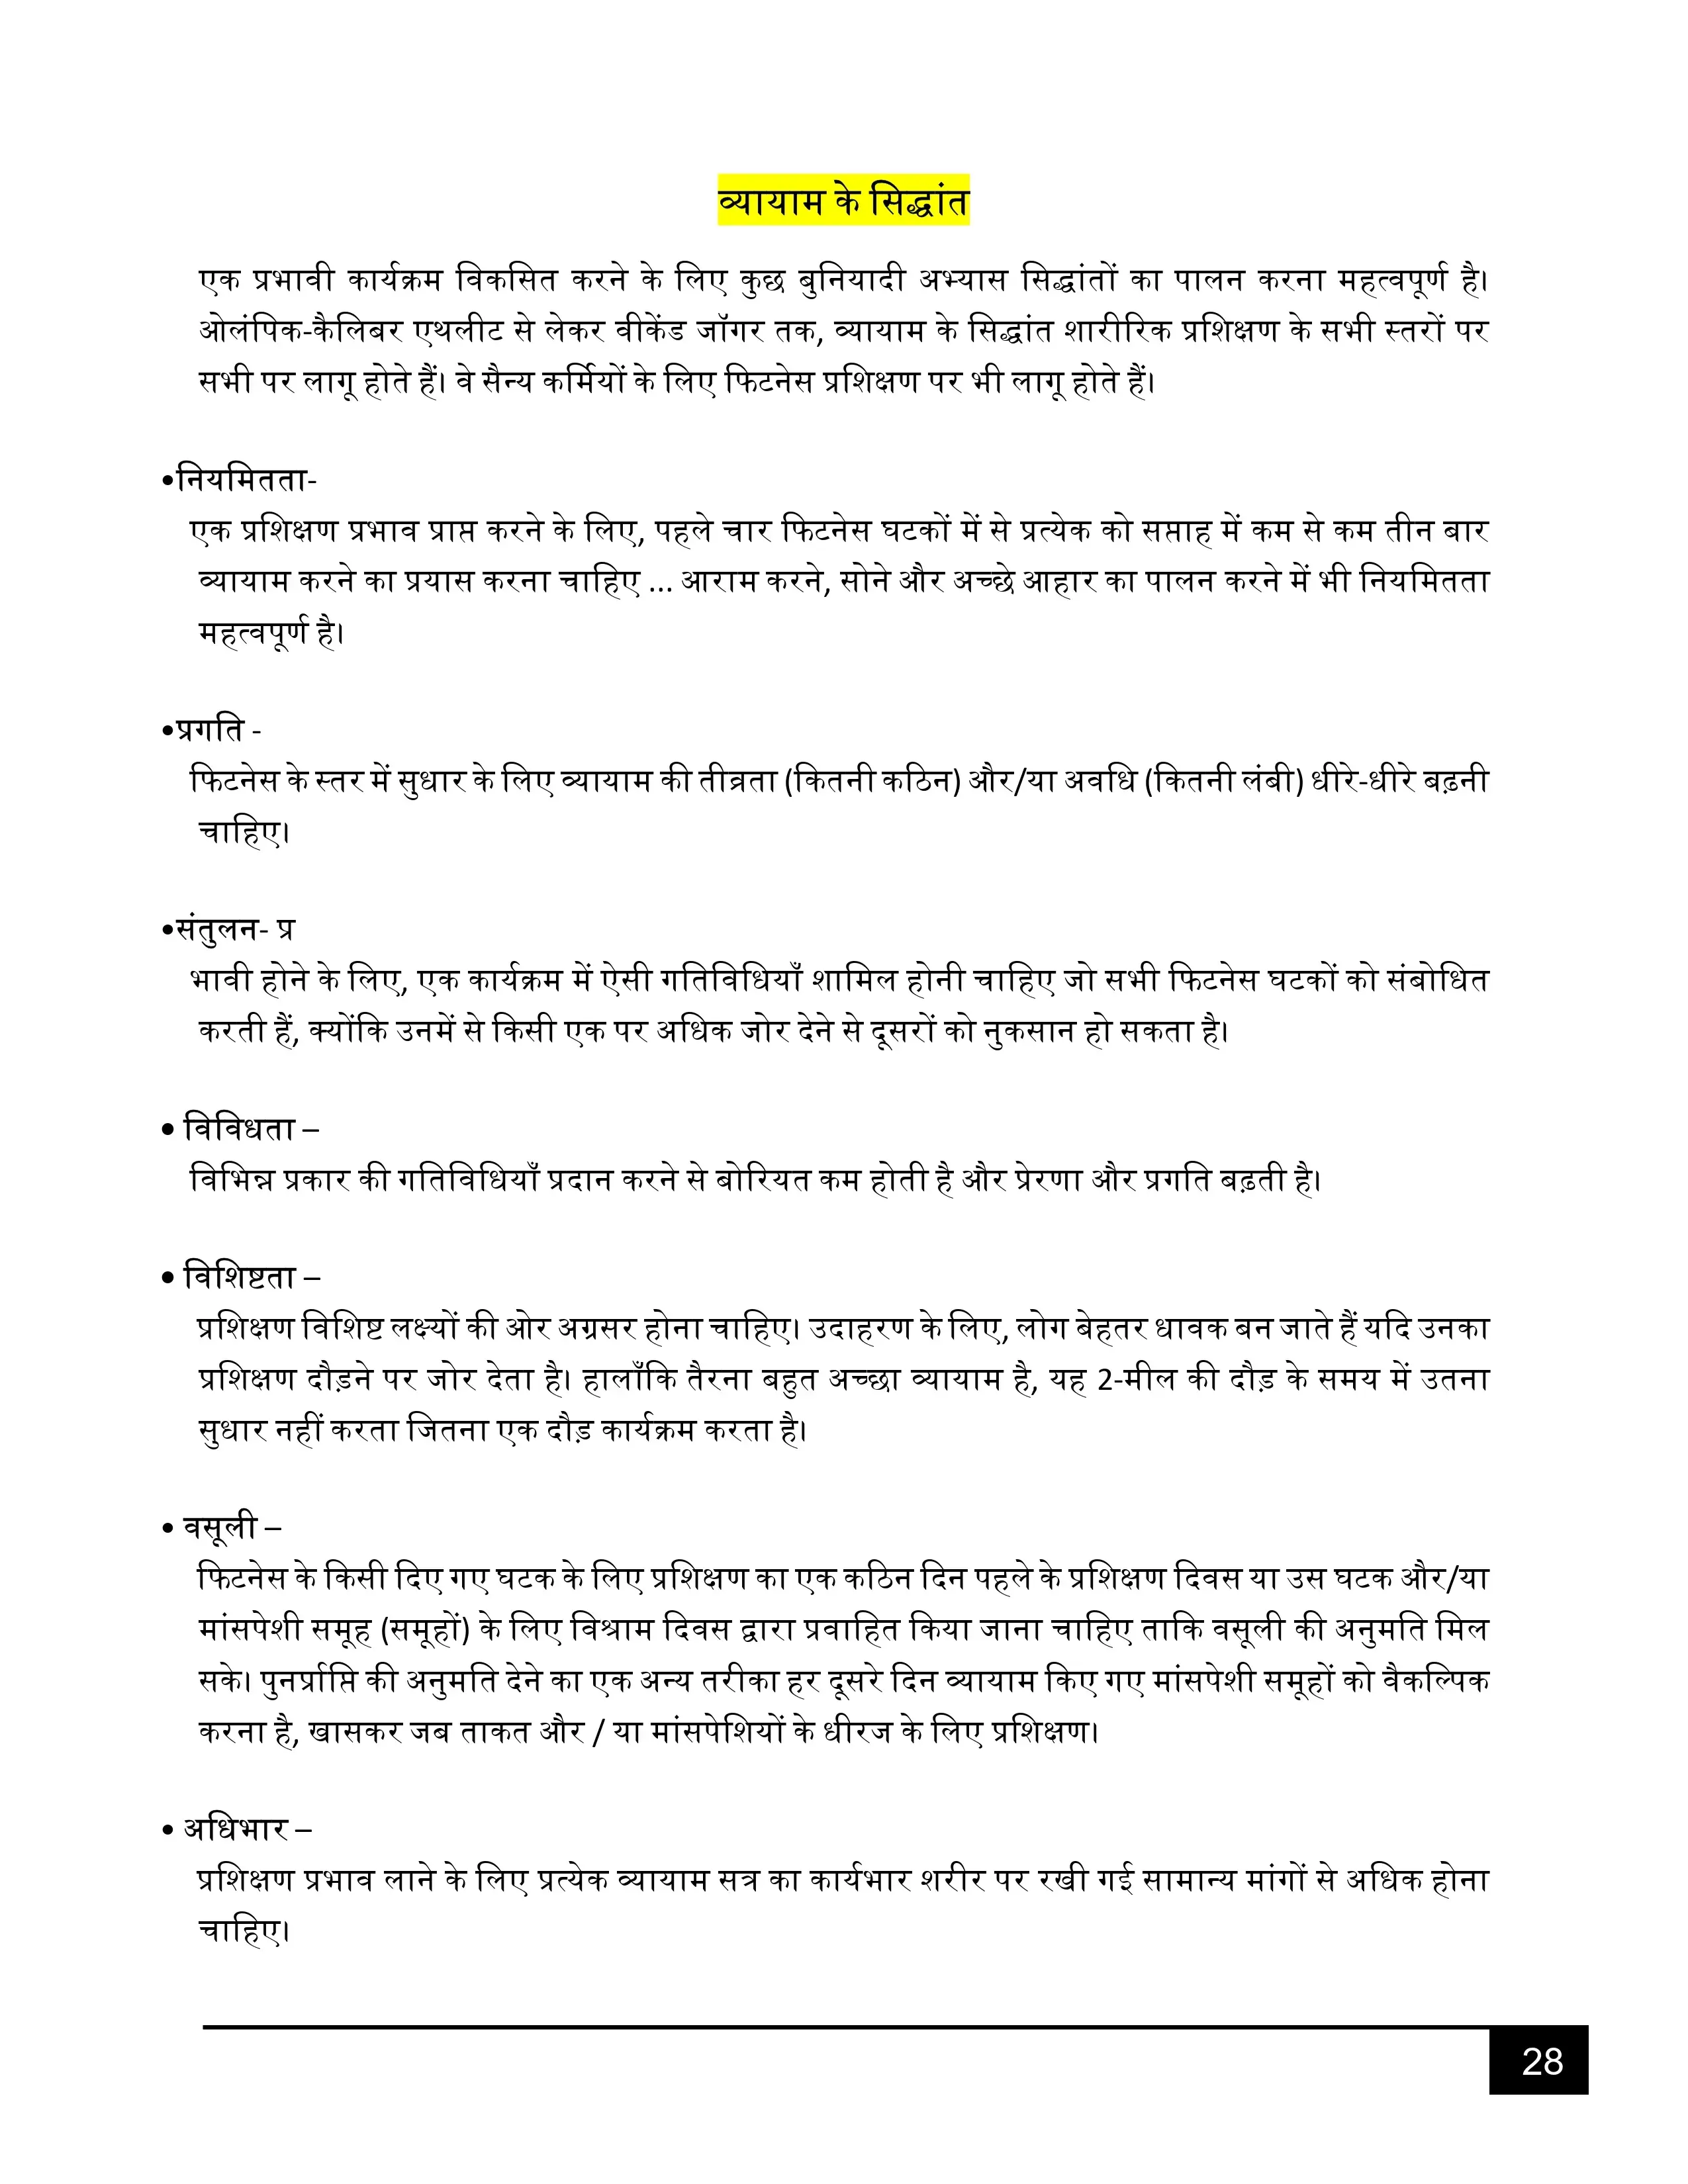 व्यायाम के सिद्धांत
एक प्रभावी कार्यक्रम विकसित करने के लिए कुछ बुनियादी अभ्यास सिद्धांतों का पालन करना महत्वपूर्ण है।
ओलंपिक-कैलिबर एथलीट से लेकर वीकेंड जॉगर तक, व्यायाम के सिद्धांत शारीरिक प्रशिक्षण के सभी स्तरों पर
सभी पर लागू होते हैं। वे सैन्य कर्मियों के लिए फिटनेस प्रशिक्षण पर भी लागू होते हैं।
•नियमितता-
एक प्रशिक्षण प्रभाव प्राप्त करने के लिए, पहले चार फिटनेस घटकों में से प्रत्येक को सप्ताह में कम से कम तीन बार
व्यायाम करने का प्रयास करना चाहिए ... आराम करने, सोने और अच्छे आहार का पालन करने में भी नियमितता
महत्वपूर्ण है।
•प्रगति -
फिटनेस के स्तर में सुधार के लिए व्यायाम की तीव्रता (कितनी कठिन) और/या अवधि (कितनी लंबी) धीरे-धीरे बढ़नी
चाहिए।
•संतुलन- प्र
भावी होने के लिए, एक कार्यक्रम में ऐसी गतिविधियाँ शामिल होनी चाहिए जो सभी फिटनेस घटकों को संबोधित
करती हैं, क्योंकि उनमें से किसी एक पर अधिक जोर देने से दूसरों को नुकसान हो सकता है।
• विविधता –
विभिन्न प्रकार की गतिविधियाँ प्रदान करने से बोरियत कम होती है और प्रेरणा और प्रगति बढ़ती है।
• विशिष्टता –
प्रशिक्षण विशिष्ट लक्ष्यों की ओर अग्रसर होना चाहिए। उदाहरण के लिए, लोग बेहतर धावक बन जाते हैं यदि उनका
प्रशिक्षण दौड़ने पर जोर देता है। हालाँकि तैरना बहुत अच्छा व्यायाम है, यह 2-मील की दौड़ के समय में उतना
सुधार नहीं करता जितना एक दौड़ कार्यक्रम करता है।
• वसूली –
फिटनेस के किसी दिए गए घटक के लिए प्रशिक्षण का एक कठिन दिन पहले के प्रशिक्षण दिवस या उस घटक और/या
मांसपेशी समूह (समूहों) के लिए विश्राम दिवस द्वारा प्रवाहित किया जाना चाहिए ताकि वसूली की अनुमति मिल
सके। पुनर्प्राप्ति की अनुमति देने का एक अन्य तरीका हर दूसरे दिन व्यायाम किए गए मांसपेशी समूहों को वैकल्पिक
करना है, खासकर जब ताकत और / या मांसपेशियों के धीरज के लिए प्रशिक्षण।
• अधिभार –
प्रशिक्षण प्रभाव लाने के लिए प्रत्येक व्यायाम सत्र का कार्यभार शरीर पर रखी गई सामान्य मांगों से अधिक होना
चाहिए।
28